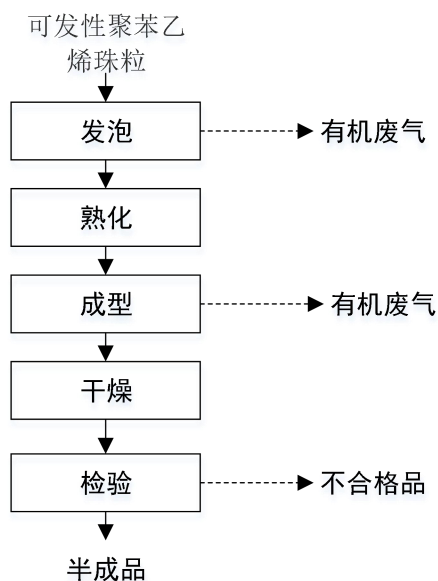 可发性聚苯乙
烯珠粒
发泡
有机废气
熟化
成型
有机废气
干燥
检验
不合格品
半成品